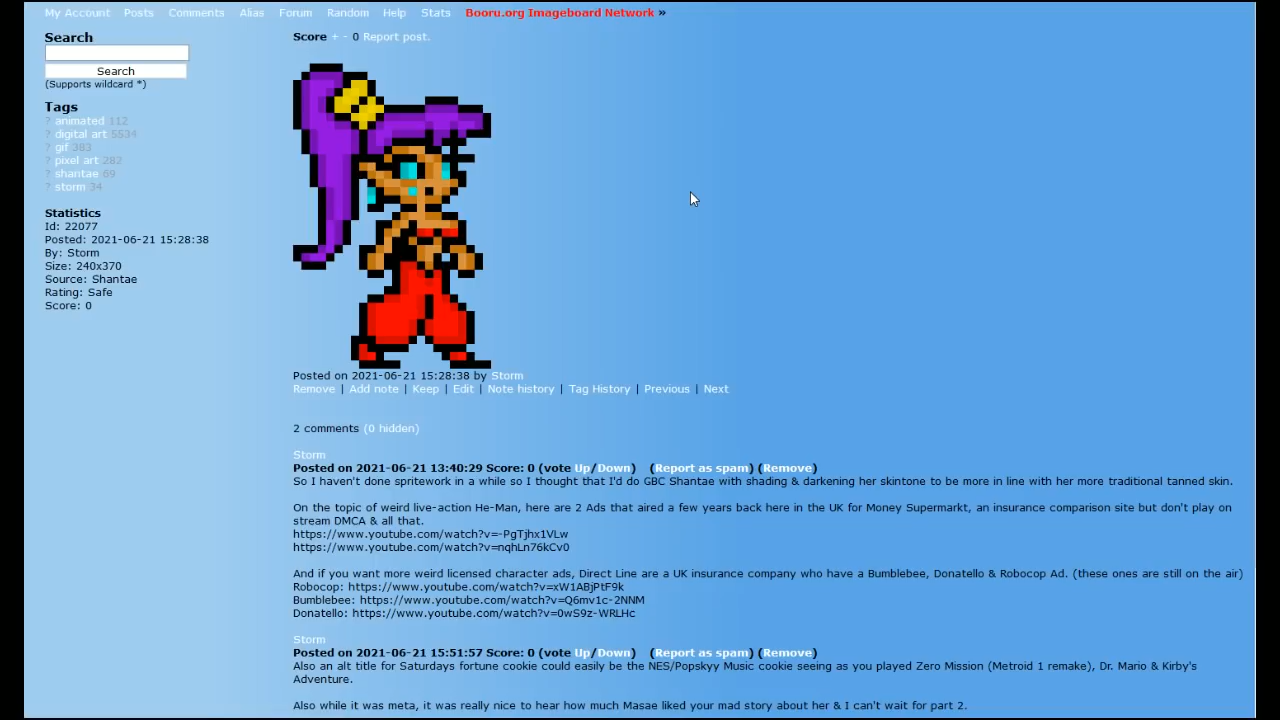 My Account Posts Comments Alias Forum Random Help Stats Booru.org Imageboard Network »
Search
Search
(Supports wildcard *)
Tags
? animated 112
? digital art 5534
? gif 383
? pixel art 282
? shantae 69
? storm 34
Statistics
Id: 22077
Posted: 2021-06-21 15:28:38
By: Storm
Size: 240x370
Source: Shantae
Rating: Safe
Score: 0
Score + - 0 Report post.
Posted on 2021-06-21 15:28:38 by Storm
Remove | Add note | Keep | Edit | Note history | Tag History | Previous | Next
2 comments (0 hidden)
Storm
Posted on 2021-06-21 13:40:29 Score: 0 (vote Up/Down) (Report as spam) (Remove)
So I haven't done spritework in a while so I thought that I'd do GBC Shantae with shading & darkening her skintone to be more in line with her more traditional tanned skin.
On the topic of weird live-action He-Man, here are 2 Ads that aired a few years back here in the UK for Money Supermarkt, an insurance comparison site but don't play on
stream DMCA & all that.
https://www.youtube.com/watch?v=-PgTjhx1VLw
https://www.youtube.com/watch?v=nqhLn76kCv0
And if you want more weird licensed character ads, Direct Line are a UK insurance company who have a Bumblebee, Donatello & Robocop Ad. (these ones are still on the air)
Robocop: https://www.youtube.com/watch?v=xW1ABjPtF9k
Bumblebee: https://www.youtube.com/watch?v=Q6mv1c-2NNM
Donatello: https://www.youtube.com/watch?v=0wS9z-WRLHc
Storm
Posted on 2021-06-21 15:51:57 Score: 0 (vote Up/Down) (Report as spam) (Remove)
Also an alt title for Saturdays fortune cookie could easily be the NES/Popskyy Music cookie seeing as you played Zero Mission (Metroid 1 remake), Dr. Mario & Kirby's
Adventure.
Also while it was meta, it was really nice to hear how much Masae liked your mad story about her & I can't wait for part 2.